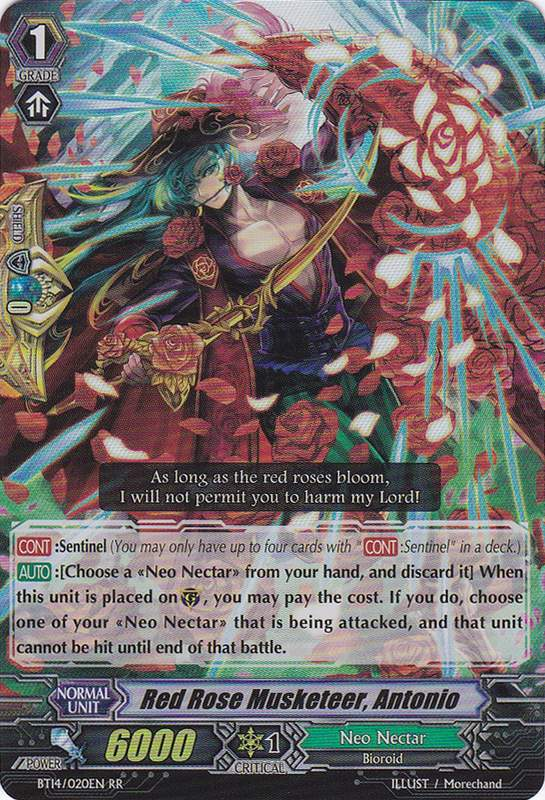 1
GRADE
SHIELD
0
As long as the red roses bloom,
I will not permit you to harm my Lord!
CONT:Sentinel (You may only have up to four cards with "CONT:Sentinel" in a deck.)
AUTO:[Choose a «Neo Nectar» from your hand, and discard it] When
this unit is placed on GC, you may pay the cost. If you do, choose
one of your «Neo Nectar» that is being attacked, and that unit
cannot be hit until end of that battle.
NORMAL
UNIT
Red Rose Musketeer, Antonio
POWER
6000
1
CRITICAL
Neo Nectar
Bioroid
BT14/020EN RR
ILLUST / Morechand